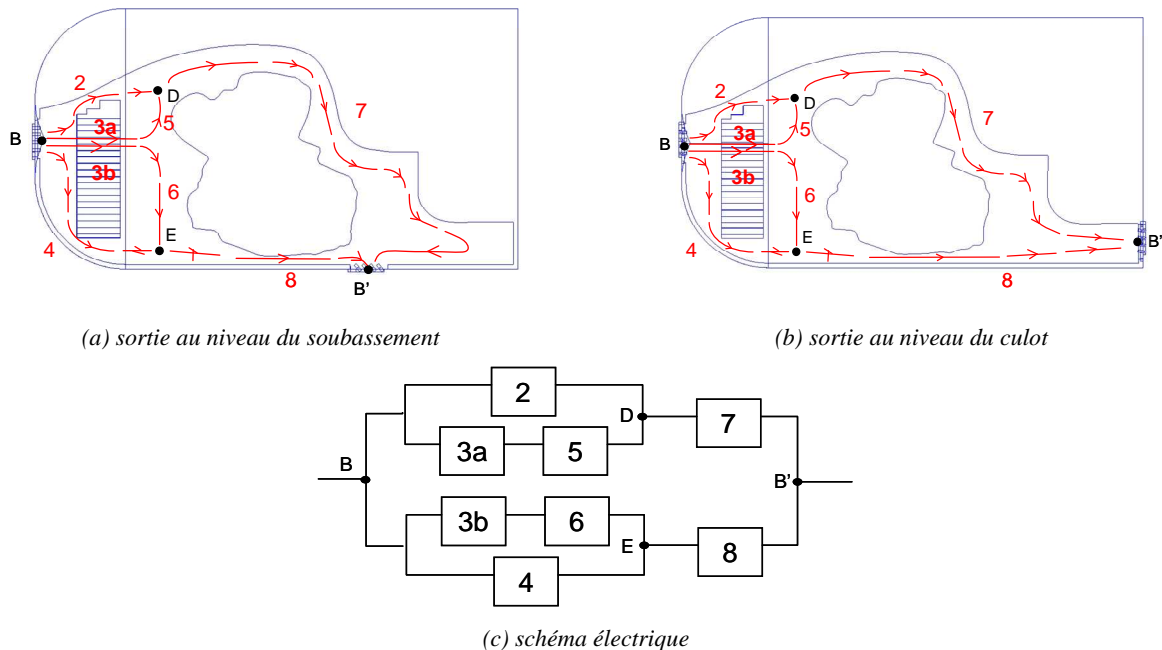 2
D
7
B
3a
5
3b
6
4
E
8
B'
(a) sortie au niveau du soubassement
2
D
7
B
3a
5
3b
6
4
E
8
B'
(b) sortie au niveau du culot
2
D
7
3a
5
B
B'
3b
6
E
8
4
(c) schéma électrique